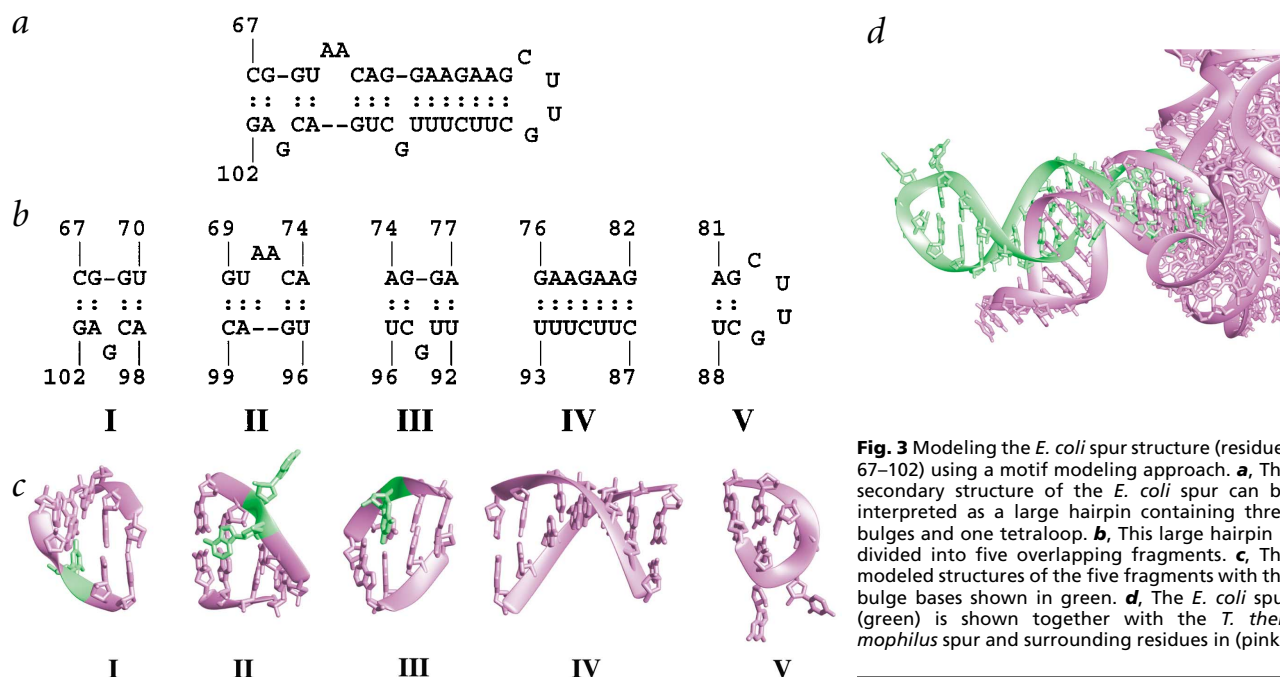 a
67
AA
CG-GU CAG-GAAGAAG
C
U
U
G
:: :: ::: :::::::
GA CA--GUC UUUCUUC
G G
102
b
67 70
CG-GU
:: ::
GA CA
G
102 98
I
69 74
AA
GU CA
::: ::
CA--GU
99 96
II
74 77
AG-GA
:: ::
UC UU
G
96 92
III
76 82
GAAGAAG
:::::::
UUUCUUC
93 87
IV
81
AG
C
U
U
G
::
UC
88
V
c
I II III IV V
d
Fig. 3 Modeling the E. coli spur structure (residue
67–102) using a motif modeling approach. a, Th
secondary structure of the E. coli spur can b
interpreted as a large hairpin containing thre
bulges and one tetraloop. b, This large hairpin
divided into five overlapping fragments. c, Th
modeled structures of the five fragments with th
bulge bases shown in green. d, The E. coli spu
(green) is shown together with the T. ther
mophilus spur and surrounding residues in (pink